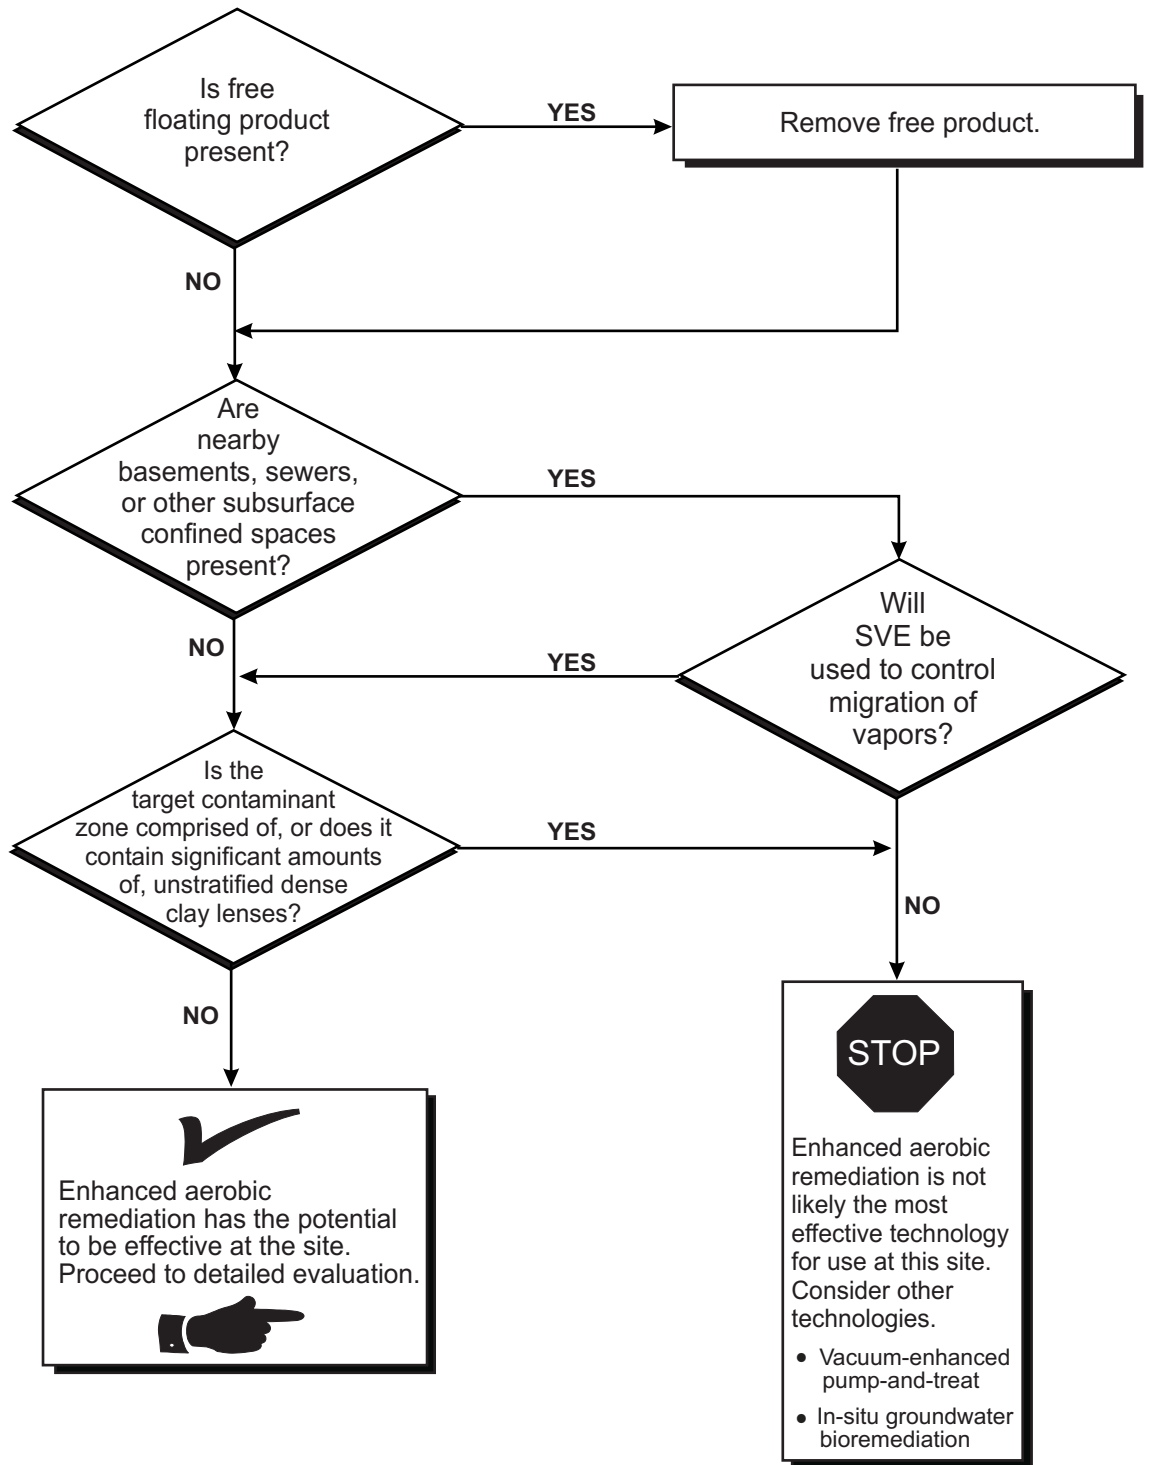 Is free
floating product
present?
YES
Remove free product.
NO
Are
nearby
basements, sewers,
or other subsurface
confined spaces
present?
YES
Will
SVE be
used to control
migration of
vapors?
NO
YES
Is the
target contaminant
zone comprised of, or does it
contain significant amounts
of, unstratified dense
clay lenses?
YES
NO
NO
STOP
Enhanced aerobic
remediation is not
likely the most
effective technology
for use at this site.
Consider other
technologies.
• Vacuum-enhanced
pump-and-treat
• In-situ groundwater
bioremediation
Enhanced aerobic
remediation has the potential
to be effective at the site.
Proceed to detailed evaluation.